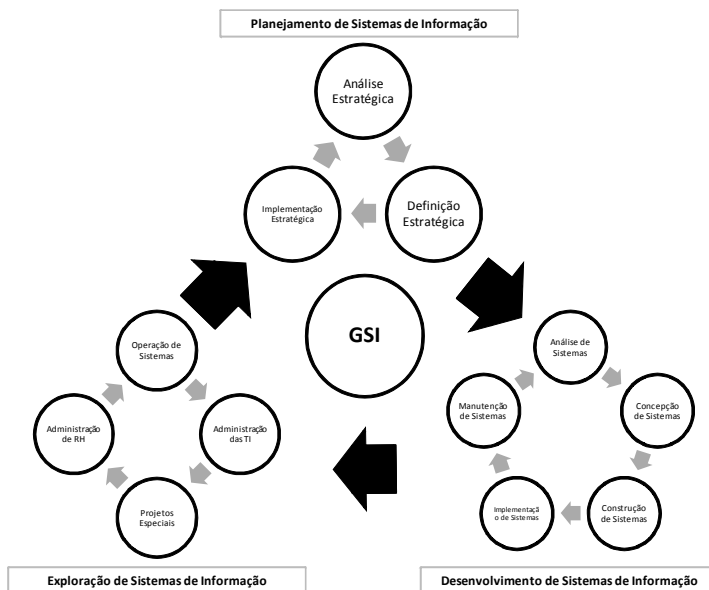 Planejamento de Sistemas de Informação
Análise
Estratégica
Implementação
Estratégica
Definição
Estratégica
GSI
Operação de
Sistemas
Administração
de RH
Administração
das TI
Projetos
Especiais
Análise de
Sistemas
Manutenção
de Sistemas
Concepção
de Sistemas
Implementaçã
o de Sistemas
Construção
de Sistemas
Exploração de Sistemas de Informação
Desenvolvimento de Sistemas de Informação